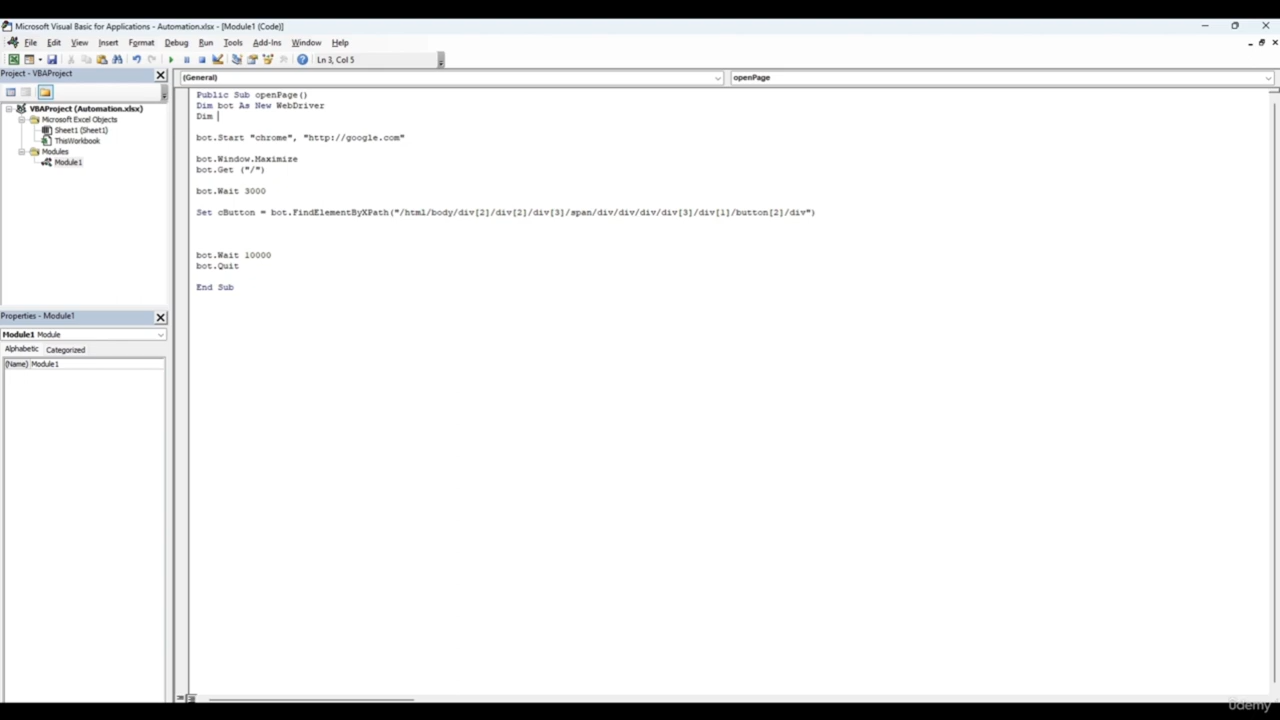 Microsoft Visual Basic for Applications - Automation.xlsx - [Module1 (Code)]
File Edit View Insert Format Debug Run Tools Add-Ins Window Help
Ln 3, Col 5
Project - VBAProject
(General)
openPage
VBAProject (Automation.xlsx)
Microsoft Excel Objects
Sheet1 (Sheet1)
ThisWorkbook
Modules
Module1
Properties - Module1
Module1 Module
Alphabetic Categorized
(Name) Module1
Public Sub openPage()
Dim bot As New WebDriver
Dim
bot.Start "chrome", "http://google.com"
bot.Window.Maximize
bot.Get ("/")
bot.Wait 3000
Set cButton = bot.FindElementByXPath("/html/body/div[2]/div[2]/div[3]/span/div/div/div/div[3]/div[1]/button[2]/div")
bot.Wait 10000
bot.Quit
End Sub
ûdemy